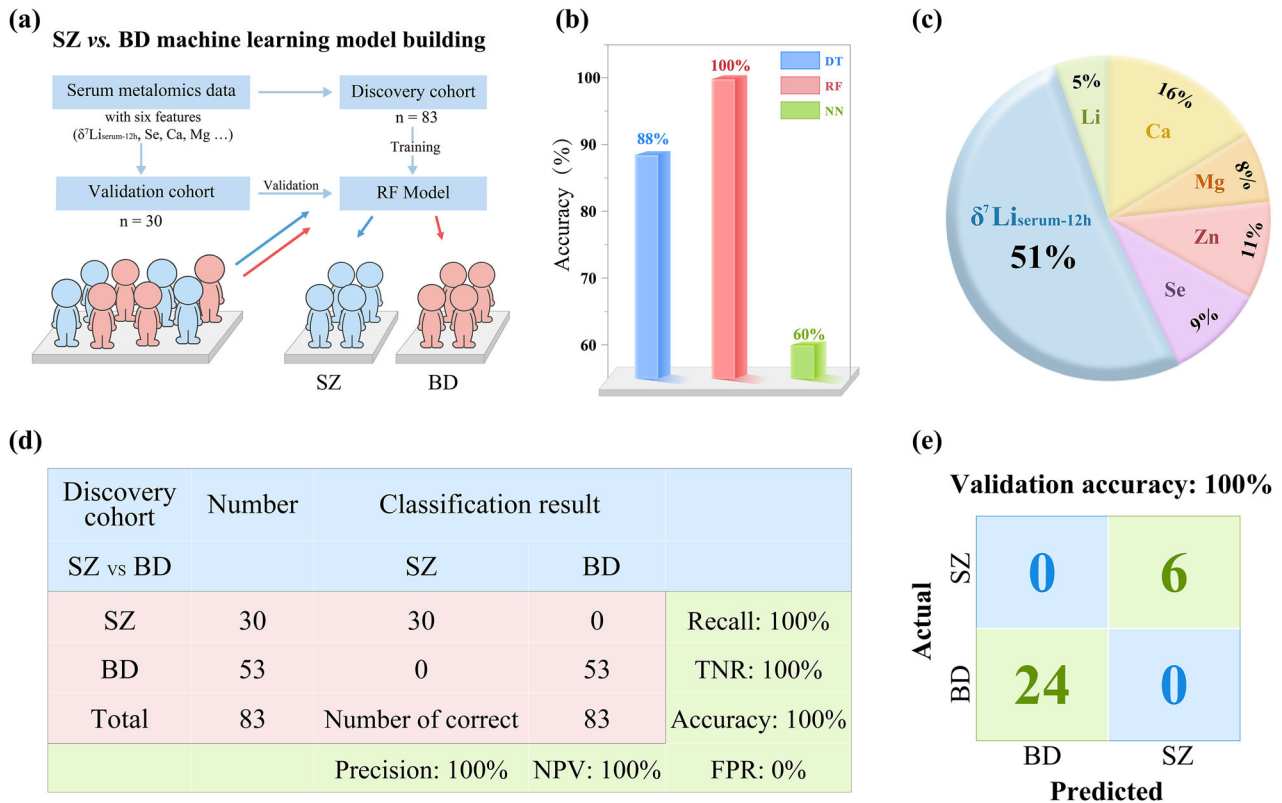 (a)
SZ vs. BD machine learning model building
Serum metalomics data
Discovery cohort
with six features
(δ⁷Liserum-12h, Se, Ca, Mg ...)
n = 83
Training
Validation cohort
Validation
RF Model
n = 30
SZ
BD
(b)
Accuracy (%)
100
90
80
70
60
88%
100%
60%
DT
RF
NN
(c)
5%
Li
16%
Ca
8%
Mg
11%
Zn
9%
Se
δ⁷Liserum-12h
51%
(d)
Discovery cohort Number Classification result
SZ vs BD SZ BD
SZ 30 30 0 Recall: 100%
BD 53 0 53 TNR: 100%
Total 83 Number of correct 83 Accuracy: 100%
Precision: 100% NPV: 100% FPR: 0%
(e)
Validation accuracy: 100%
Actual
SZ
0 6
BD
24 0
BD SZ
Predicted